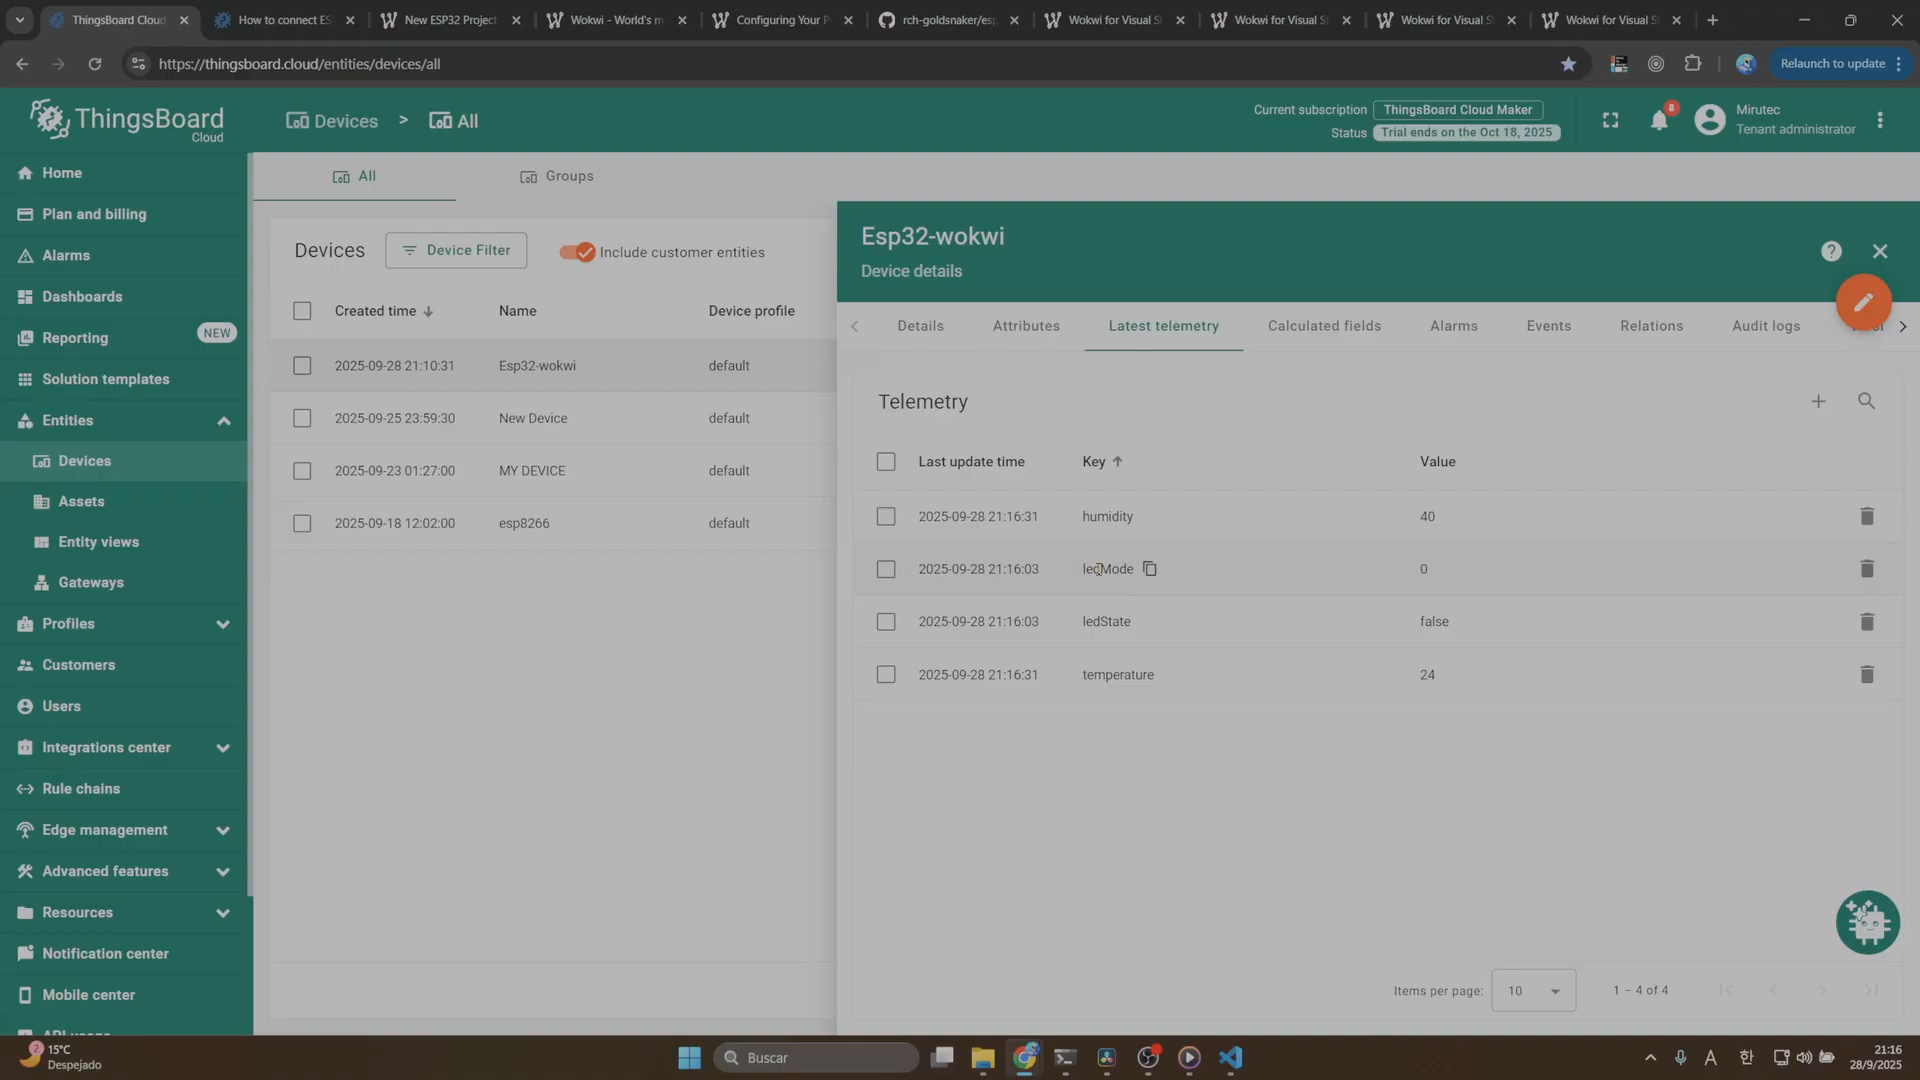 ThingsBoard Cloud
How to connect ES
New ESP32 Project
Wokwi - World's m
Configuring Your P
rch-goldsnaker/esp
Wokwi for Visual S
Wokwi for Visual S
Wokwi for Visual S
Wokwi for Visual S
https://thingsboard.cloud/entities/devices/all
Relaunch to update
ThingsBoard
Cloud
Devices > All
Current subscription ThingsBoard Cloud Maker
Status Trial ends on the Oct 18, 2025
8
Mirutec
Tenant administrator
Home
Plan and billing
Alarms
Dashboards
Reporting NEW
Solution templates
Entities
Devices
Assets
Entity views
Gateways
Profiles
Customers
Users
Integrations center
Rule chains
Edge management
Advanced features
Resources
Notification center
Mobile center
All
Groups
Devices
Device Filter
Include customer entities
Created time Name Device profile
2025-09-28 21:10:31 Esp32-wokwi default
2025-09-25 23:59:30 New Device default
2025-09-23 01:27:00 MY DEVICE default
2025-09-18 12:02:00 esp8266 default
Esp32-wokwi
Device details
Details Attributes Latest telemetry Calculated fields Alarms Events Relations Audit logs
Telemetry
Last update time Key Value
2025-09-28 21:16:31 humidity 40
2025-09-28 21:16:03 ledMode 0
2025-09-28 21:16:03 ledState false
2025-09-28 21:16:31 temperature 24
Items per page: 10 1 – 4 of 4
2
15°C
Despejado
Buscar
A
한
21:16
28/9/2025